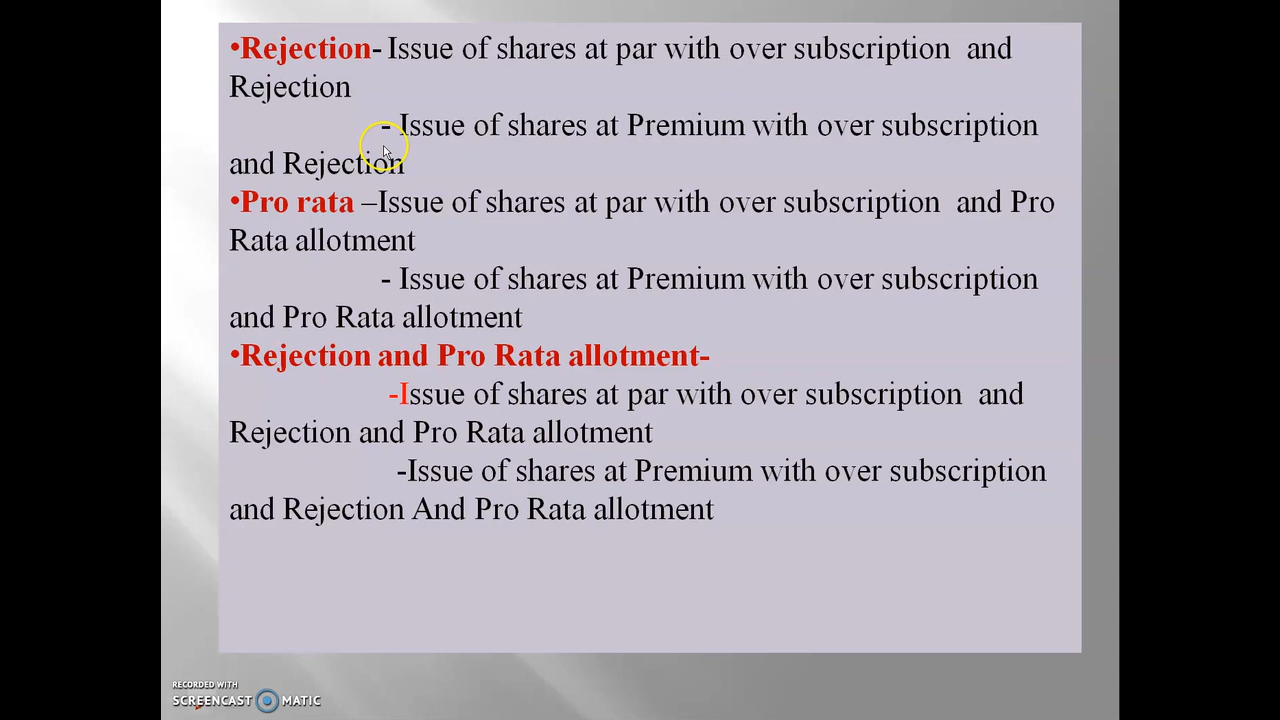 •Rejection- Issue of shares at par with over subscription and
Rejection
- Issue of shares at Premium with over subscription
and Rejection
•Pro rata –Issue of shares at par with over subscription and Pro
Rata allotment
- Issue of shares at Premium with over subscription
and Pro Rata allotment
•Rejection and Pro Rata allotment-
-Issue of shares at par with over subscription and
Rejection and Pro Rata allotment
-Issue of shares at Premium with over subscription
and Rejection And Pro Rata allotment
RECORDED WITH
SCREENCAST MATIC